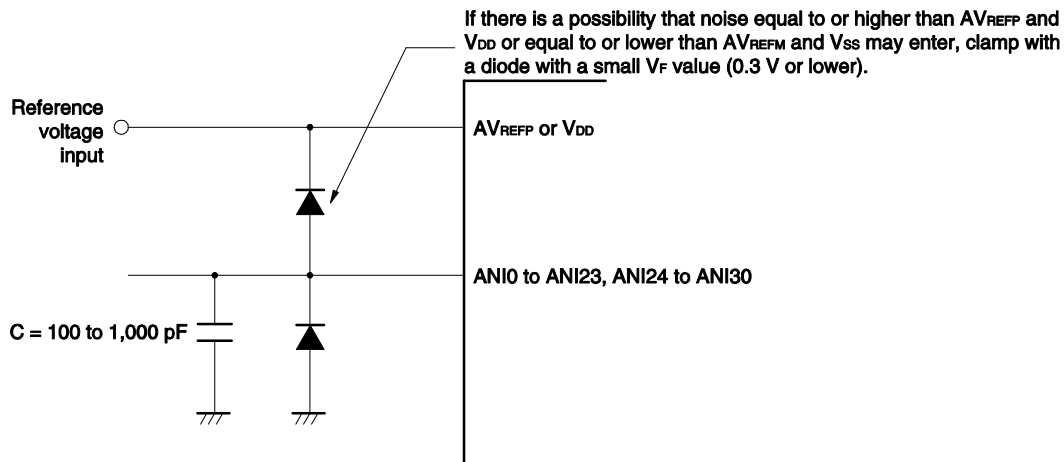 If there is a possibility that noise equal to or higher than AVREFP and
VDD or equal to or lower than AVREFM and VSS may enter, clamp with
a diode with a small VF value (0.3 V or lower).
Reference
voltage
input
AVREFP or VDD
ANI0 to ANI23, ANI24 to ANI30
C = 100 to 1,000 pF